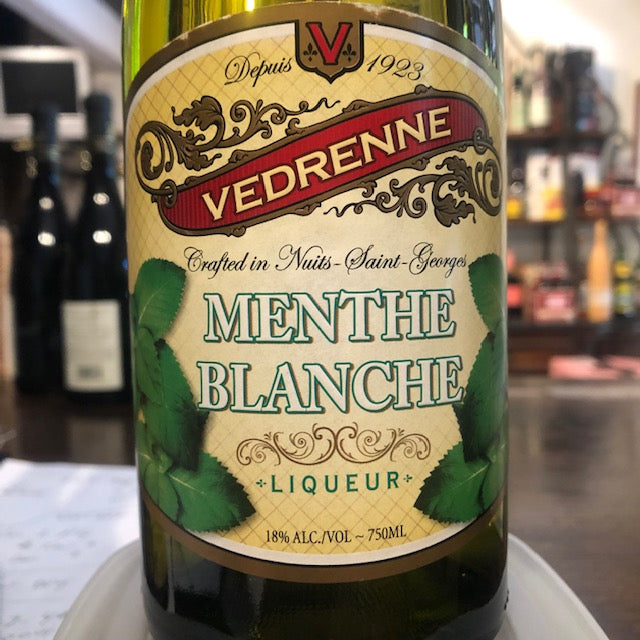 V
Depuis 1923
VEDRENNE
Crafted in Nuits-Saint-Georges
MENTHE
BLANCHE
LIQUEUR
18% ALC./VOL ~ 750ML